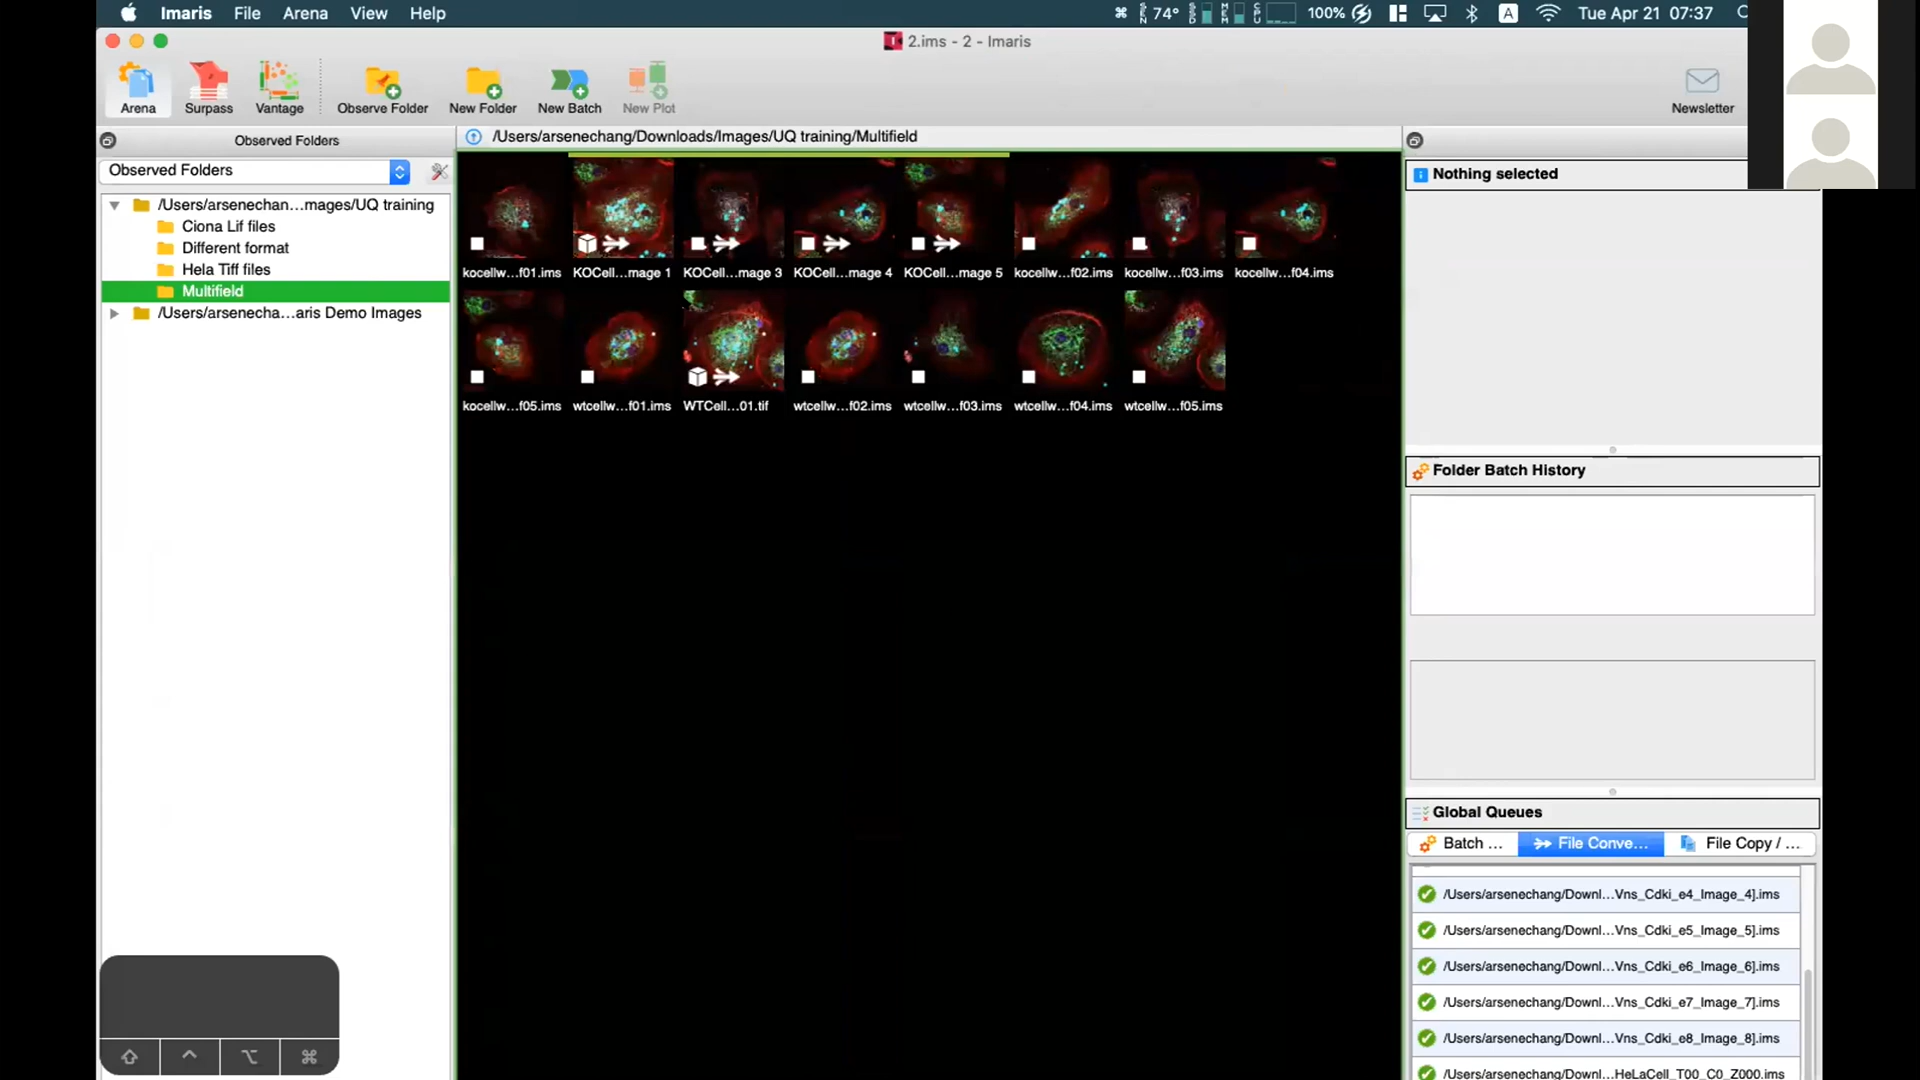 Imaris File Arena View Help
SEN 74° SSD MEM CPU 100% A Tue Apr 21 07:37
2.ims - 2 - Imaris
Arena Surpass Vantage Observe Folder New Folder New Batch New Plot Newsletter
Observed Folders
/Users/arsenechang/Downloads/Images/UQ training/Multifield
Observed Folders
Nothing selected
/Users/arsenechan...mages/UQ training
Ciona Lif files
Different format
Hela Tiff files
Multifield
/Users/arsenecha...aris Demo Images
kocellw...f01.ims KOCell...mage 1 KOCell...mage 3 KOCell...mage 4 KOCell...mage 5 kocellw...f02.ims kocellw...f03.ims kocellw...f04.ims
kocellw...f05.ims wtcellw...f01.ims WTCell...01.tif wtcellw...f02.ims wtcellw...f03.ims wtcellw...f04.ims wtcellw...f05.ims
Folder Batch History
Global Queues
Batch ... File Conve... File Copy / ...
/Users/arsenechang/Downl...Vns_Cdki_e4_Image_4].ims
/Users/arsenechang/Downl...Vns_Cdki_e5_Image_5].ims
/Users/arsenechang/Downl...Vns_Cdki_e6_Image_6].ims
/Users/arsenechang/Downl...Vns_Cdki_e7_Image_7].ims
/Users/arsenechang/Downl...Vns_Cdki_e8_Image_8].ims
/Users/arsenechang/Downl...HeLaCell_T00_C0_Z000.ims